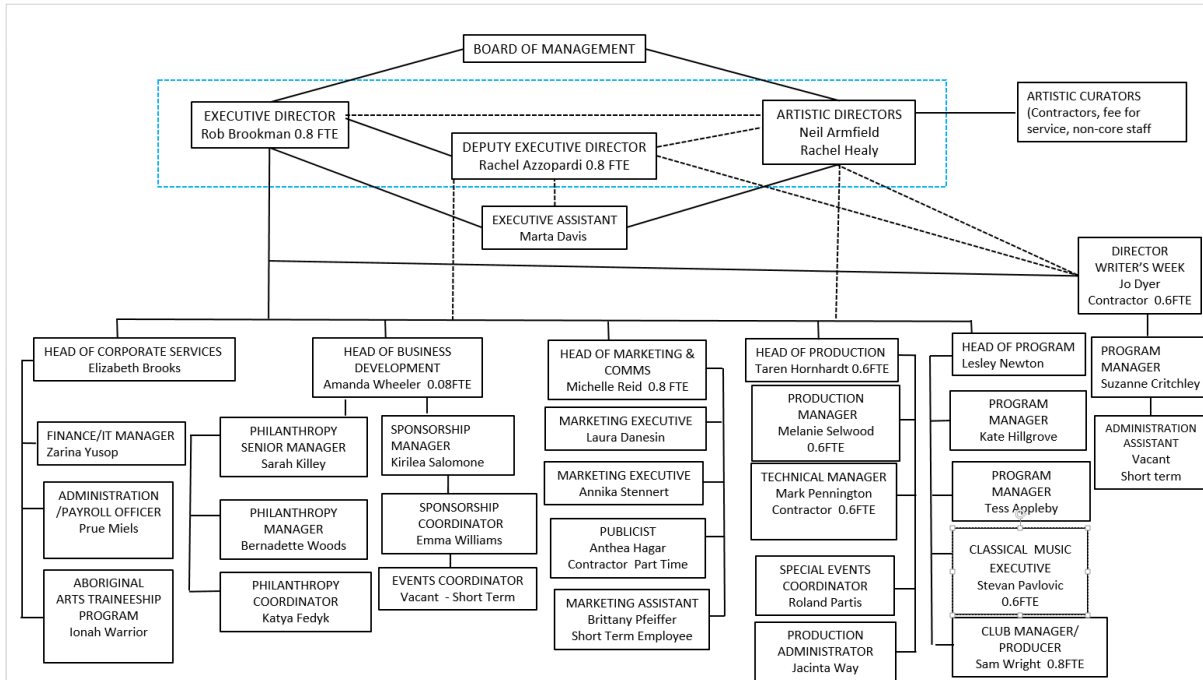 BOARD OF MANAGEMENT
EXECUTIVE DIRECTOR
Rob Brookman 0.8 FTE
ARTISTIC DIRECTORS
Neil Armfield
Rachel Healy
ARTISTIC CURATORS
(Contractors, fee for
service, non-core staff
DEPUTY EXECUTIVE DIRECTOR
Rachel Azzopardi 0.8 FTE
EXECUTIVE ASSISTANT
Marta Davis
DIRECTOR
WRITER'S WEEK
Jo Dyer
Contractor 0.6FTE
HEAD OF CORPORATE SERVICES
Elizabeth Brooks
FINANCE/IT MANAGER
Zarina Yusop
ADMINISTRATION
/PAYROLL OFFICER
Prue Miels
ABORIGINAL
ARTS TRAINEESHIP
PROGRAM
Ionah Warrior
HEAD OF BUSINESS
DEVELOPMENT
Amanda Wheeler 0.08FTE
PHILANTHROPY
SENIOR MANAGER
Sarah Killey
PHILANTHROPY
MANAGER
Bernadette Woods
PHILANTHROPY
COORDINATOR
Katya Fedyk
SPONSORSHIP
MANAGER
Kirilea Salomone
SPONSORSHIP
COORDINATOR
Emma Williams
EVENTS COORDINATOR
Vacant - Short Term
HEAD OF MARKETING &
COMMS
Michelle Reid 0.8 FTE
MARKETING EXECUTIVE
Laura Danesin
MARKETING EXECUTIVE
Annika Stennert
PUBLICIST
Anthea Hagar
Contractor Part Time
MARKETING ASSISTANT
Brittany Pfeiffer
Short Term Employee
HEAD OF PRODUCTION
Taren Hornhardt 0.6FTE
PRODUCTION
MANAGER
Melanie Selwood
0.6FTE
TECHNICAL MANAGER
Mark Pennington
Contractor 0.6FTE
SPECIAL EVENTS
COORDINATOR
Roland Partis
PRODUCTION
ADMINISTRATOR
Jacinta Way
HEAD OF PROGRAM
Lesley Newton
PROGRAM
MANAGER
Kate Hillgrove
PROGRAM
MANAGER
Tess Appleby
CLASSICAL MUSIC
EXECUTIVE
Stevan Pavlovic
0.6FTE
CLUB MANAGER/
PRODUCER
Sam Wright 0.8FTE
PROGRAM
MANAGER
Suzanne Critchley
ADMINISTRATION
ASSISTANT
Vacant
Short term